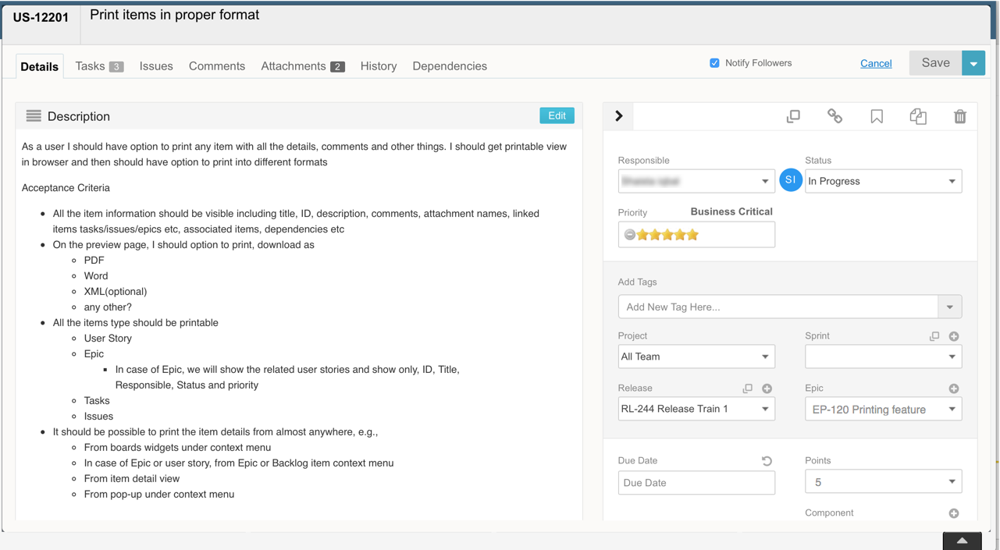 US-12201
Print items in proper format
Details
Tasks 3
Issues
Comments
Attachments 2
History
Dependencies
Notify Followers
Cancel
Save
Description
Edit
As a user I should have option to print any item with all the details, comments and other things. I should get printable view
in browser and then should have option to print into different formats
Acceptance Criteria
All the item information should be visible including title, ID, description, comments, attachment names, linked
items tasks/issues/epics etc, associated items, dependencies etc
On the preview page, I should option to print, download as
PDF
Word
XML(optional)
any other?
All the items type should be printable
User Story
Epic
In case of Epic, we will show the related user stories and show only, ID, Title,
Responsible, Status and priority
Tasks
Issues
It should be possible to print the item details from almost anywhere, e.g.,
From boards widgets under context menu
In case of Epic or user story, from Epic or Backlog item context menu
From item detail view
From pop-up under context menu
Responsible
SI
Status
In Progress
Priority
Business Critical
Add Tags
Add New Tag Here...
Project
All Team
Sprint
Release
RL-244 Release Train 1
Epic
EP-120 Printing feature
Due Date
Due Date
Points
5
Component